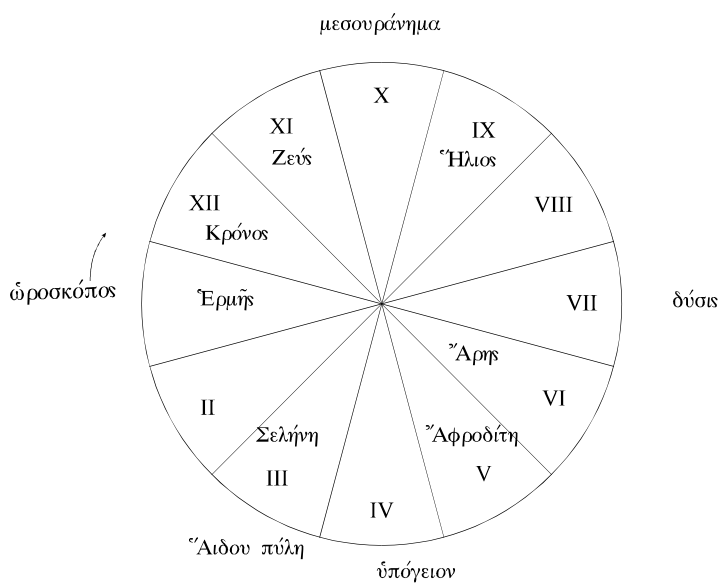 μεσουράνημα
X
XI
IX
Ζεύς
Ἥλιος
XII
VIII
Κρόνος
ὡροσκόπος
Ἑρμῆς
VII
δύσις
Ἄρης
II
VI
Σελήνη
Ἀφροδίτη
III
V
IV
Ἅιδου πύλη
ὑπόγειον